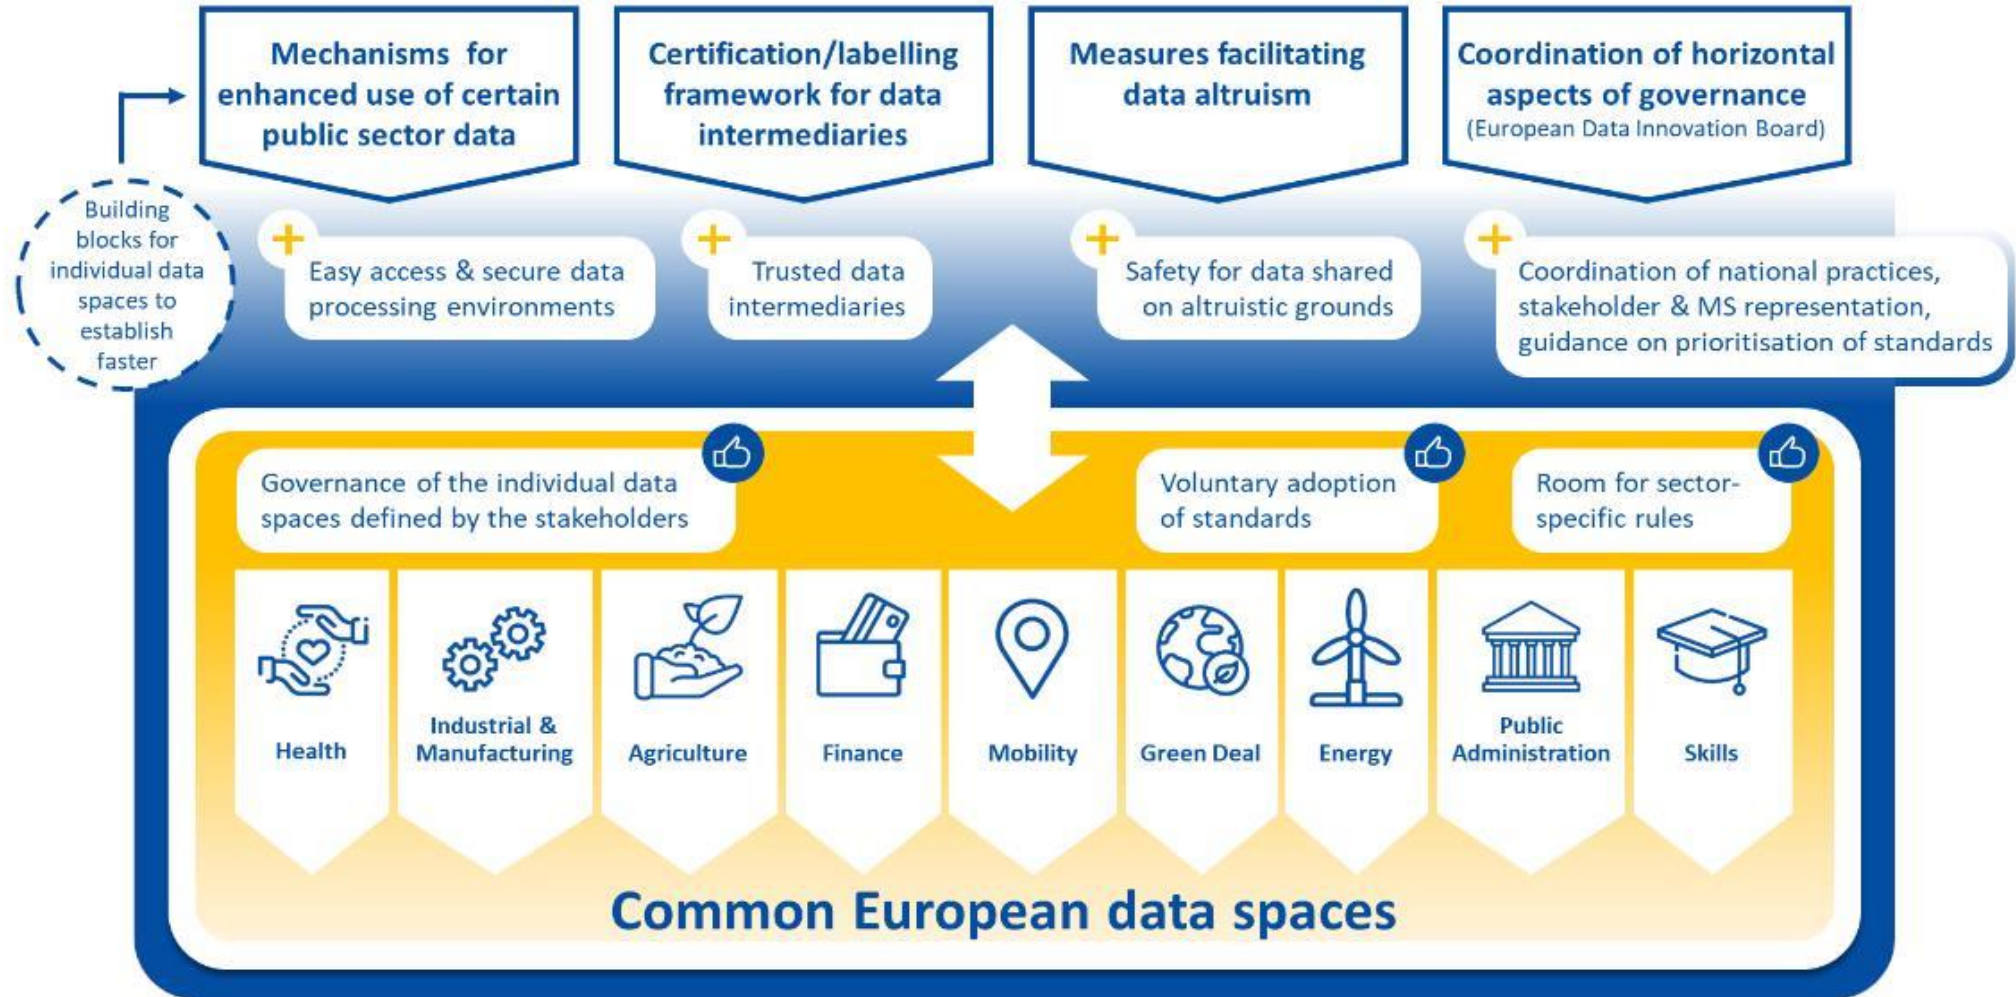 Mechanisms for
enhanced use of certain
public sector data
Certification/labelling
framework for data
intermediaries
Measures facilitating
data altruism
Coordination of horizontal
aspects of governance
(European Data Innovation Board)
Building
blocks for
individual data
spaces to
establish
faster
Easy access & secure data
processing environments
Trusted data
intermediaries
Safety for data shared
on altruistic grounds
Coordination of national practices,
stakeholder & MS representation,
guidance on prioritisation of standards
Governance of the individual data
spaces defined by the stakeholders
Voluntary adoption
of standards
Room for sector-
specific rules
Health
Industrial &
Manufacturing
Agriculture
Finance
Mobility
Green Deal
Energy
Public
Administration
Skills
Common European data spaces